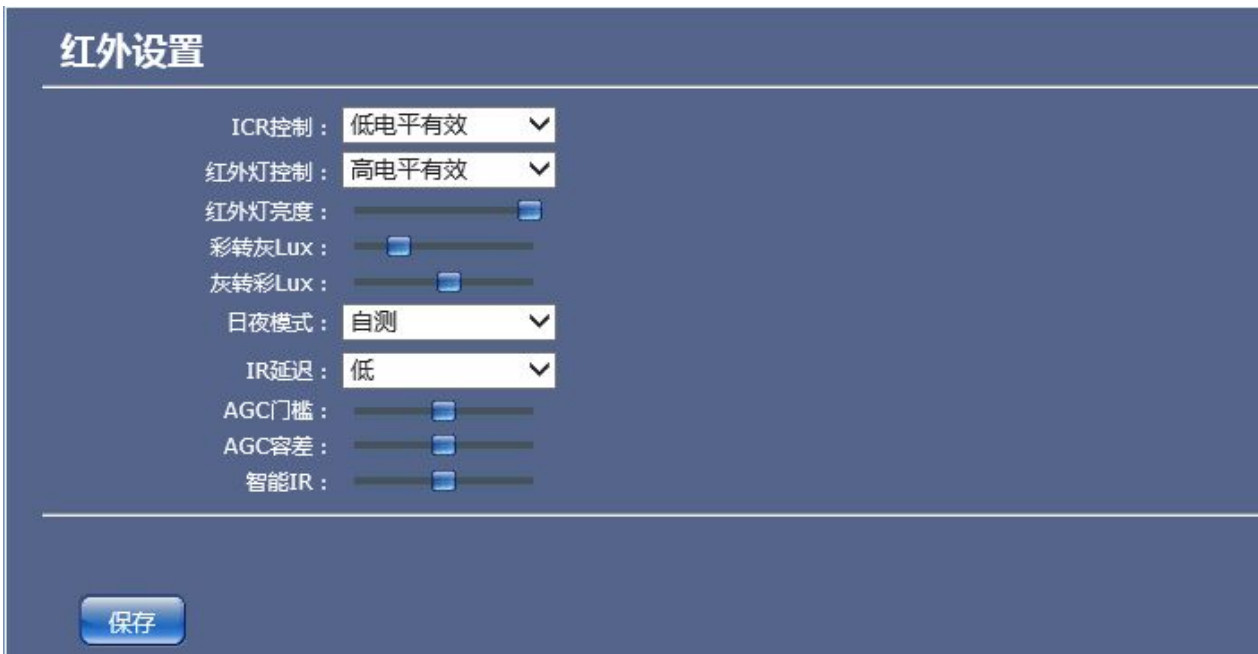 红外设置
ICR控制： 低电平有效
红外灯控制： 高电平有效
红外灯亮度：
彩转灰Lux：
灰转彩Lux：
日夜模式： 自测
IR延迟： 低
AGC门槛：
AGC容差：
智能IR：
保存